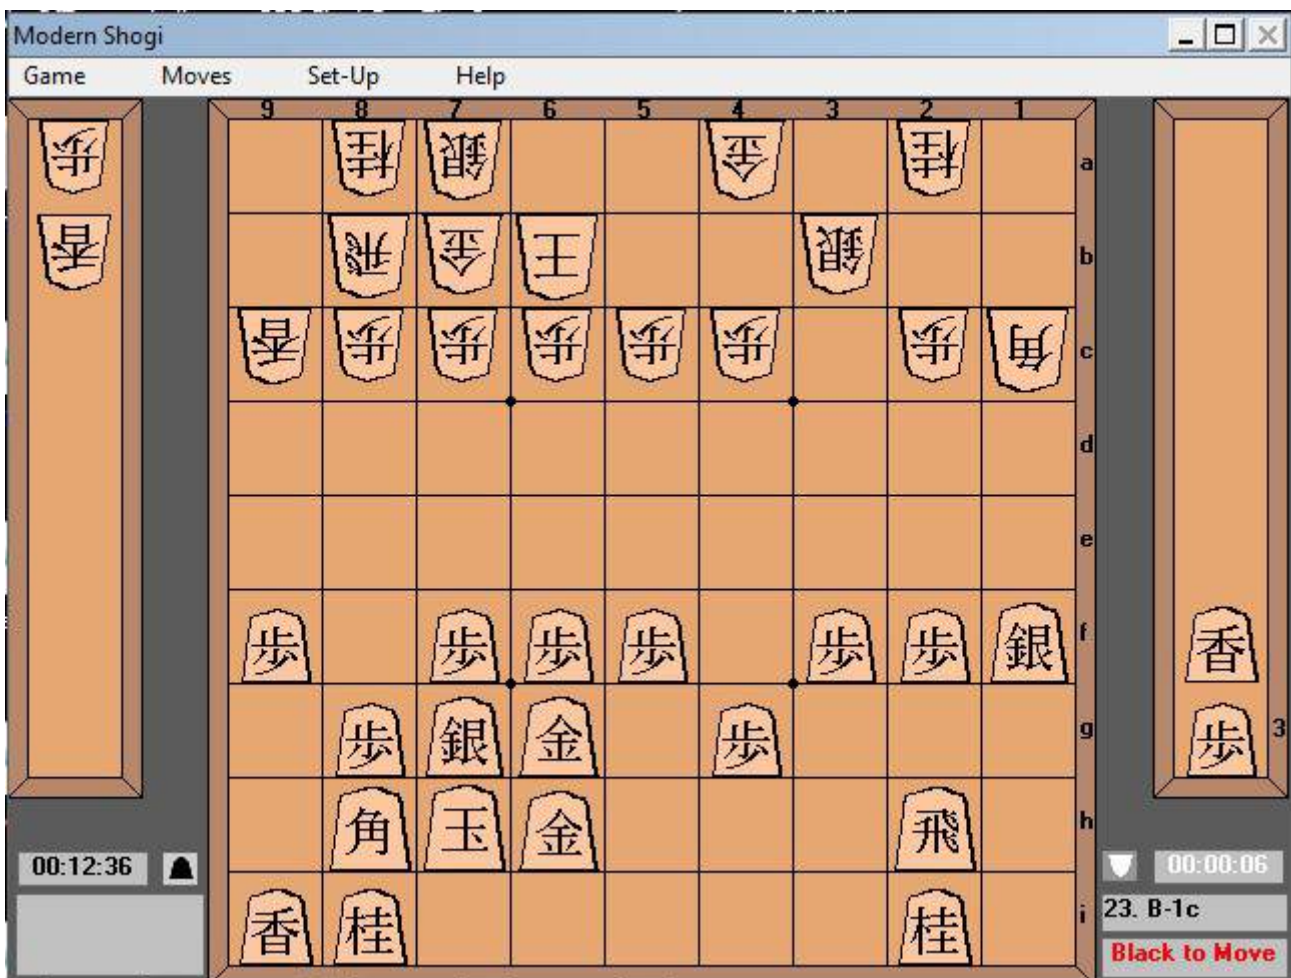 Modern Shogi
Game Moves Set-Up Help
9 8 7 6 5 4 3 2 1
歩 桂 銀 金 桂 a
香 飛 金 王 銀 b
香 歩 歩 歩 歩 歩 歩 角 c
d
e
歩 歩 歩 歩 歩 歩 銀 f 香
歩 銀 金 歩 g 歩 3
角 玉 金 飛 h
00:12:36 00:00:06
香 桂 桂 i 23. B-1c
Black to Move